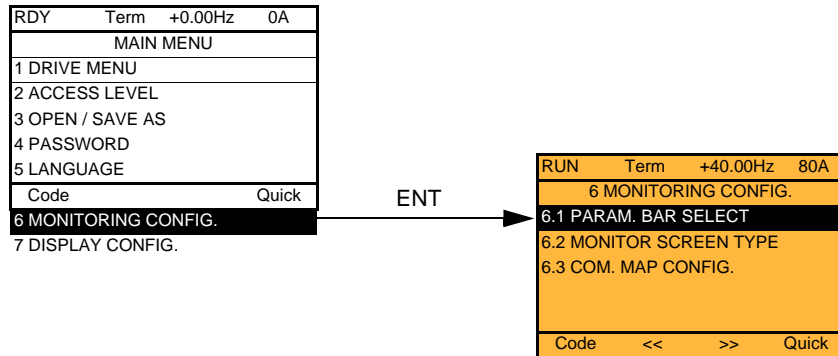 RDY Term +0.00Hz 0A
MAIN MENU
1 DRIVE MENU
2 ACCESS LEVEL
3 OPEN / SAVE AS
4 PASSWORD
5 LANGUAGE
Code Quick
6 MONITORING CONFIG.
7 DISPLAY CONFIG.
ENT
RUN Term +40.00Hz 80A
6 MONITORING CONFIG.
6.1 PARAM. BAR SELECT
6.2 MONITOR SCREEN TYPE
6.3 COM. MAP CONFIG.
Code << >> Quick